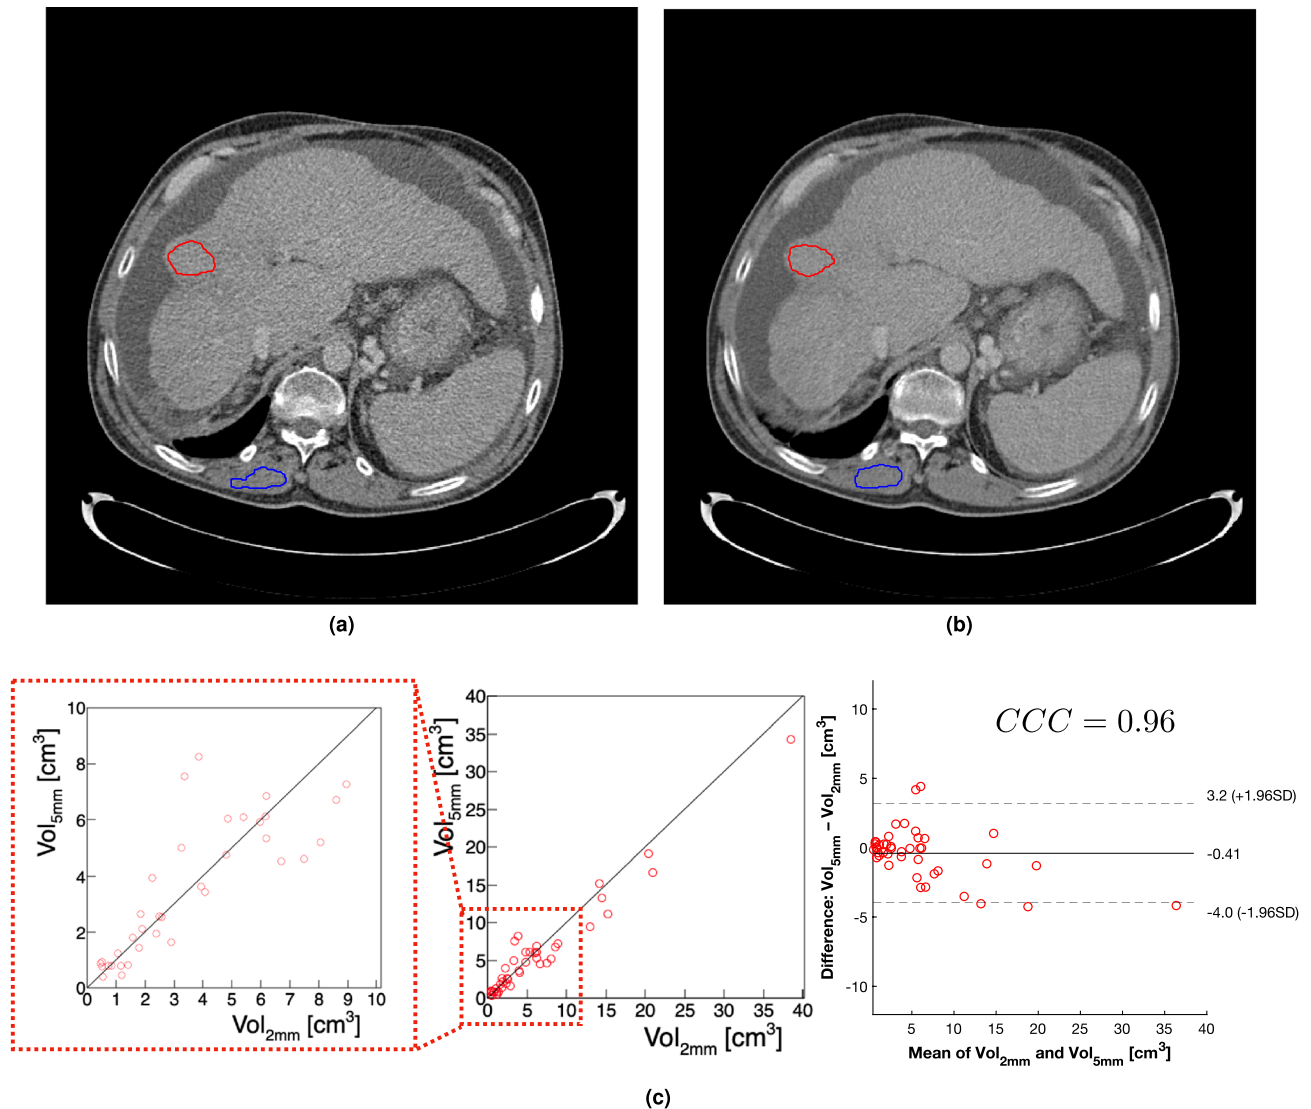 (a)
(b)
10
8
6
4
2
0
Vol5mm [cm3]
0 1 2 3 4 5 6 7 8 9 10
Vol2mm [cm3]
40
35
30
25
20
15
10
5
0
Vol5mm [cm3]
0 5 10 15 20 25 30 35 40
Vol2mm [cm3]
CCC = 0.96
10
5
0
-5
-10
Difference: Vol5mm – Vol2mm [cm3]
3.2 (+1.96SD)
-0.41
-4.0 (-1.96SD)
5 10 15 20 25 30 35 40
Mean of Vol2mm and Vol5mm [cm3]
(c)